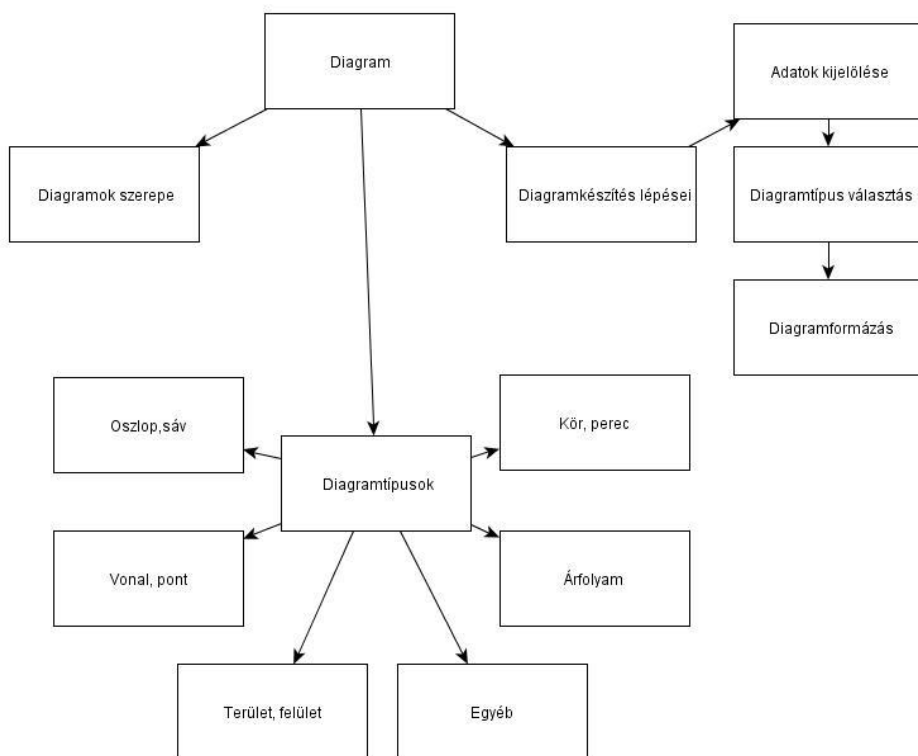 Diagram
Adatok kijelölése
Diagramok szerepe
Diagramkészítés lépései
Diagramtípus választás
Diagramformázás
Oszlop,sáv
Kör, perec
Diagramtípusok
Vonal, pont
Árfolyam
Terület, felület
Egyéb